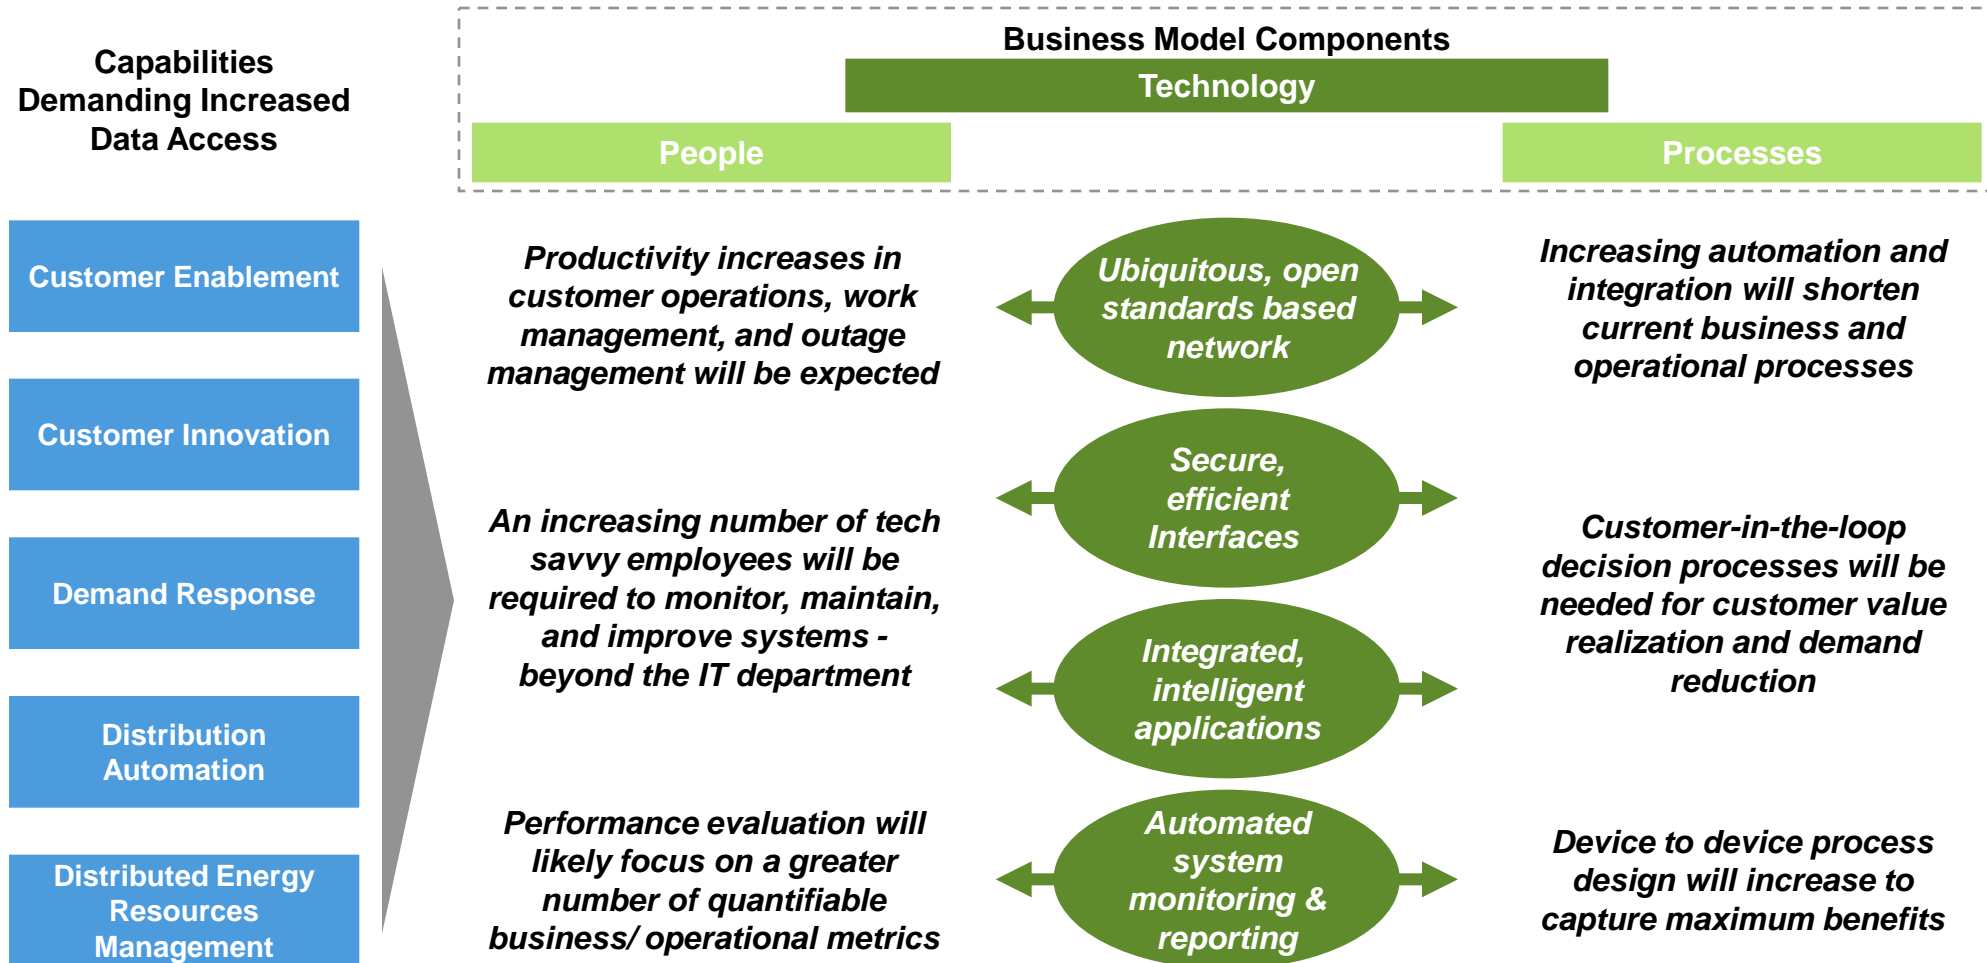 Capabilities
Demanding Increased
Data Access
Business Model Components
Technology
People
Processes
Customer Enablement
Customer Innovation
Demand Response
Distribution
Automation
Distributed Energy
Resources
Management
Productivity increases in
customer operations, work
management, and outage
management will be expected
An increasing number of tech
savvy employees will be
required to monitor, maintain,
and improve systems -
beyond the IT department
Performance evaluation will
likely focus on a greater
number of quantifiable
business/ operational metrics
Ubiquitous, open
standards based
network
Secure,
efficient
Interfaces
Integrated,
intelligent
applications
Automated
system
monitoring &
reporting
Increasing automation and
integration will shorten
current business and
operational processes
Customer-in-the-loop
decision processes will be
needed for customer value
realization and demand
reduction
Device to device process
design will increase to
capture maximum benefits